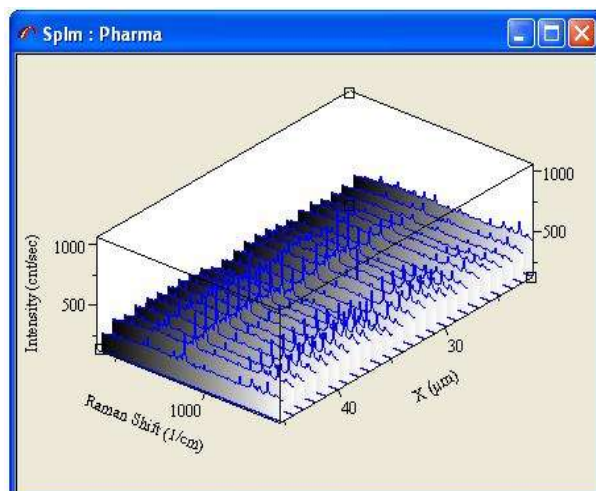 Splm : Pharma
1000
500
1000
500
Intensity (cnt/sec)
30
X (µm)
40
1000
Raman Shift (1/cm)